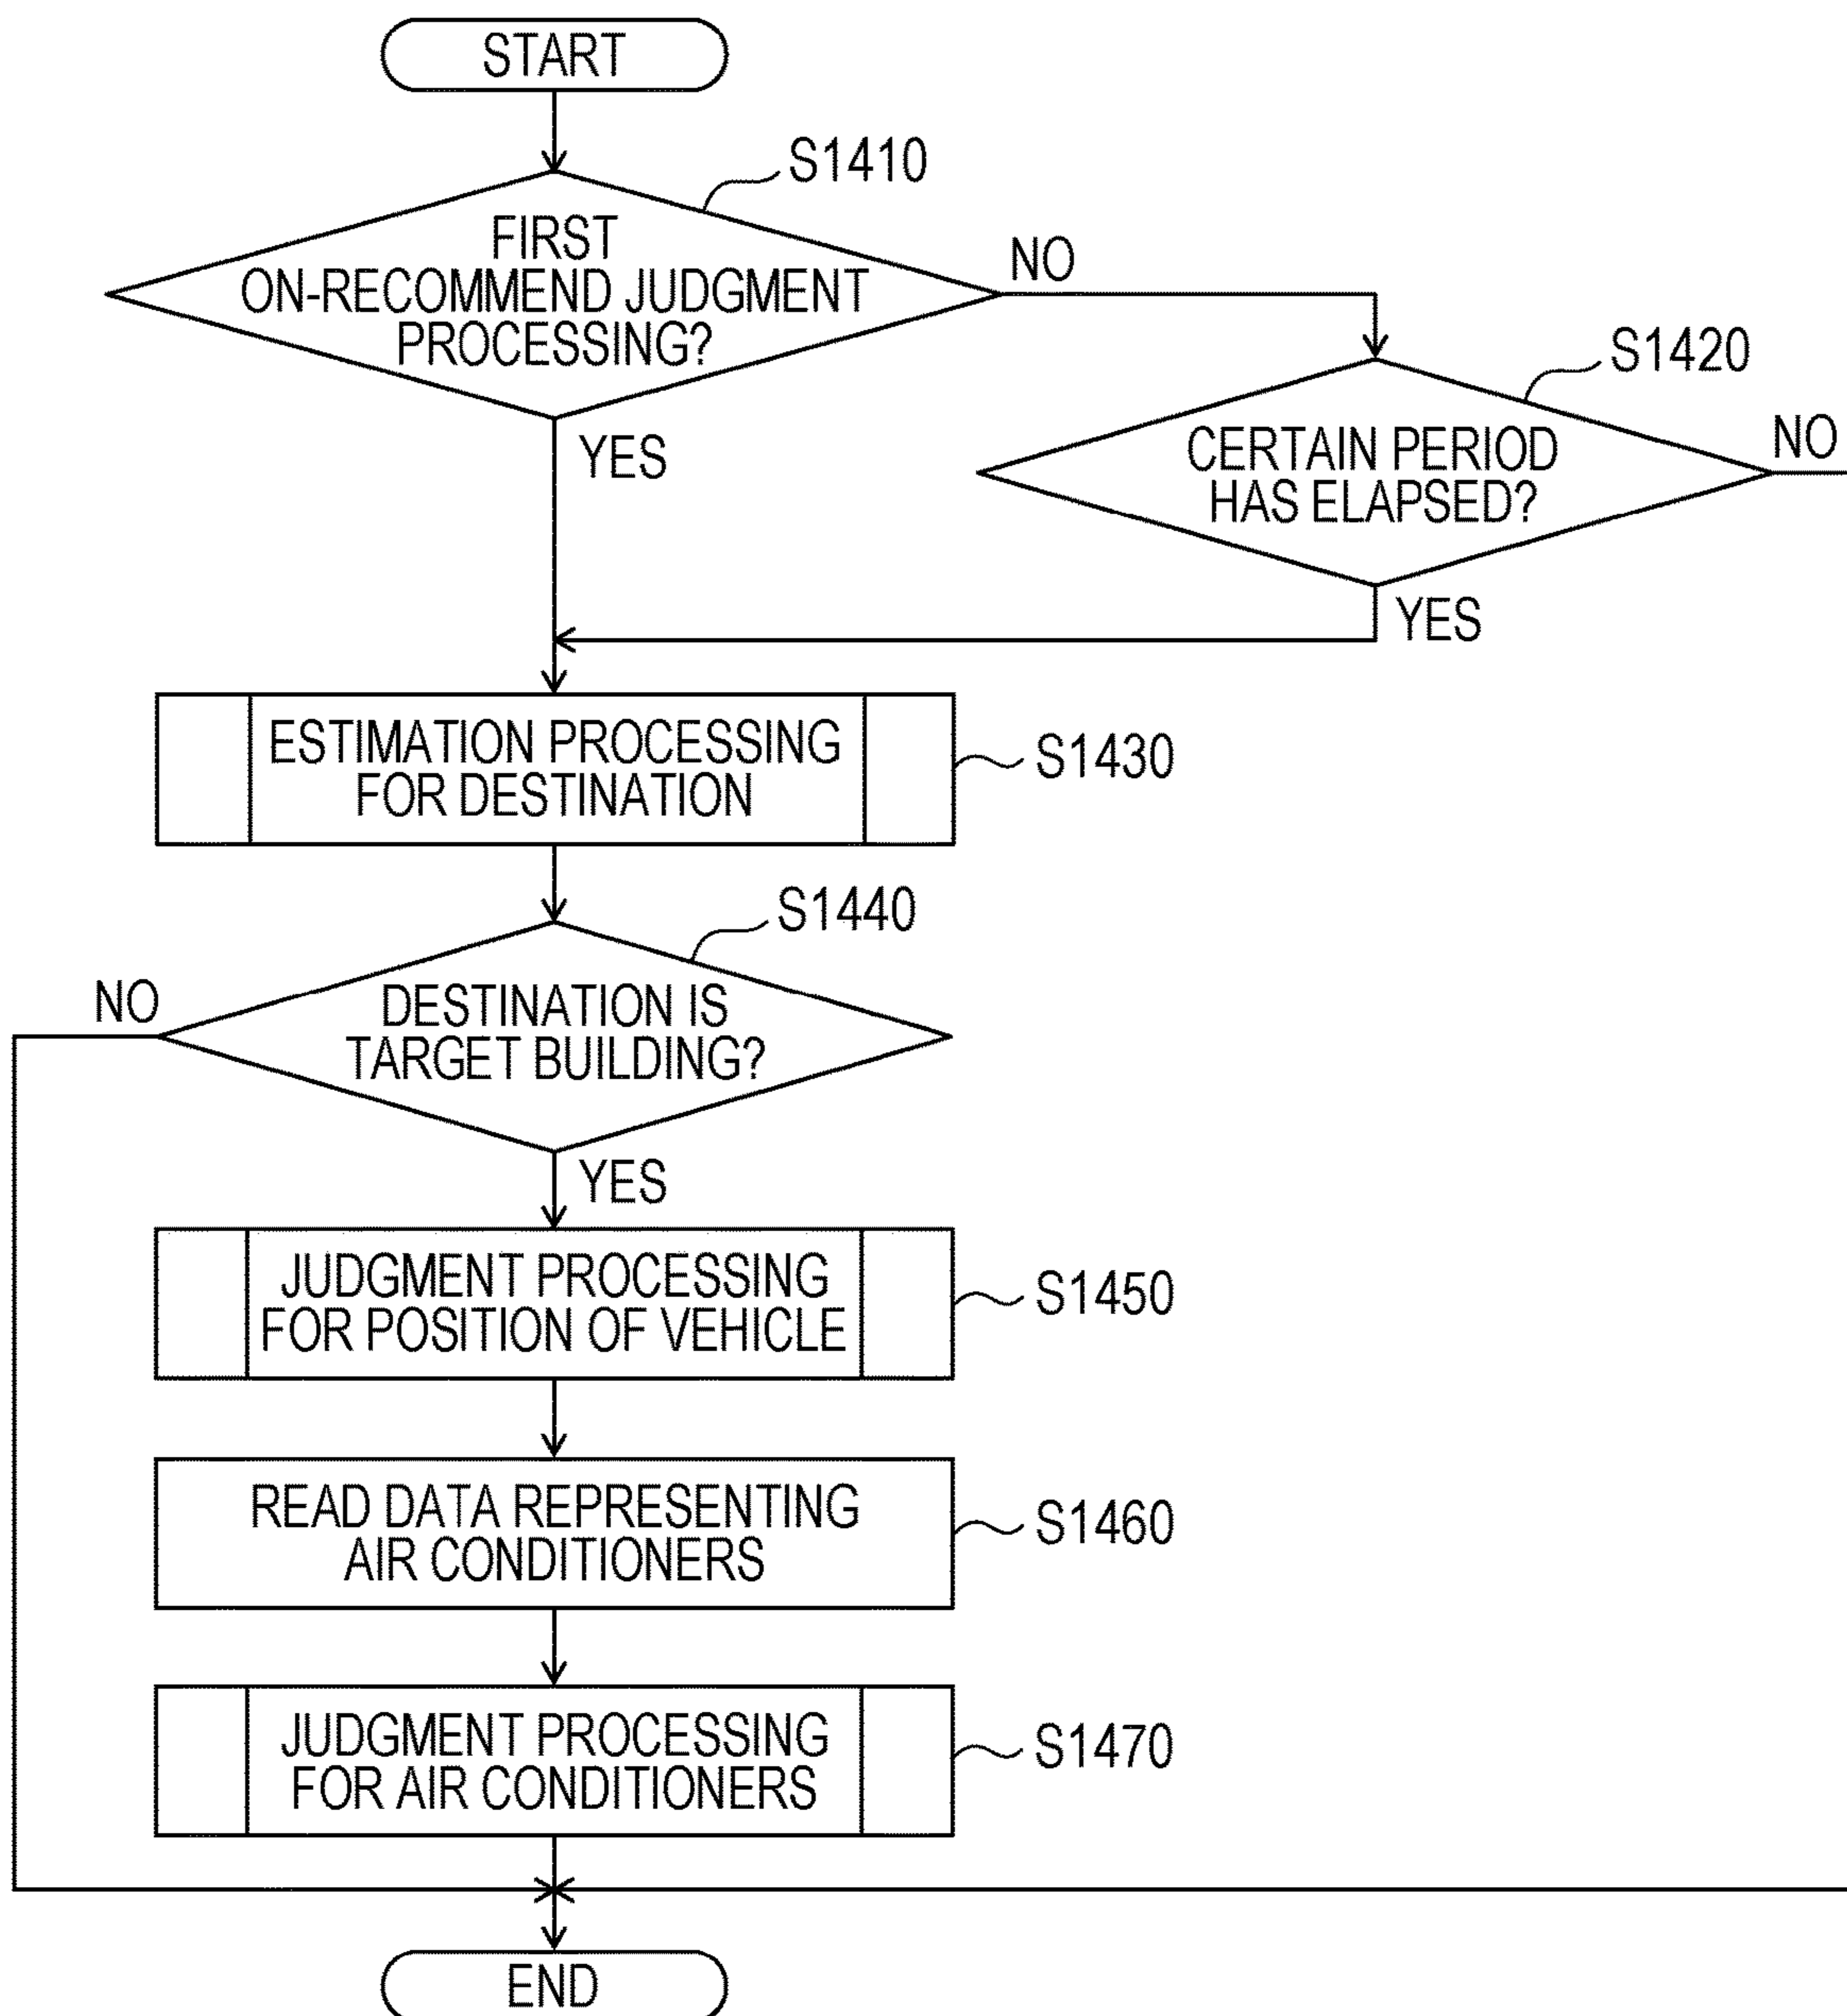 START
S1410
FIRST
ON-RECOMMEND JUDGMENT
PROCESSING?
NO
YES
S1420
CERTAIN PERIOD
HAS ELAPSED?
NO
YES
ESTIMATION PROCESSING
FOR DESTINATION
S1430
S1440
DESTINATION IS
TARGET BUILDING?
NO
YES
JUDGMENT PROCESSING
FOR POSITION OF VEHICLE
S1450
READ DATA REPRESENTING
AIR CONDITIONERS
S1460
JUDGMENT PROCESSING
FOR AIR CONDITIONERS
S1470
END